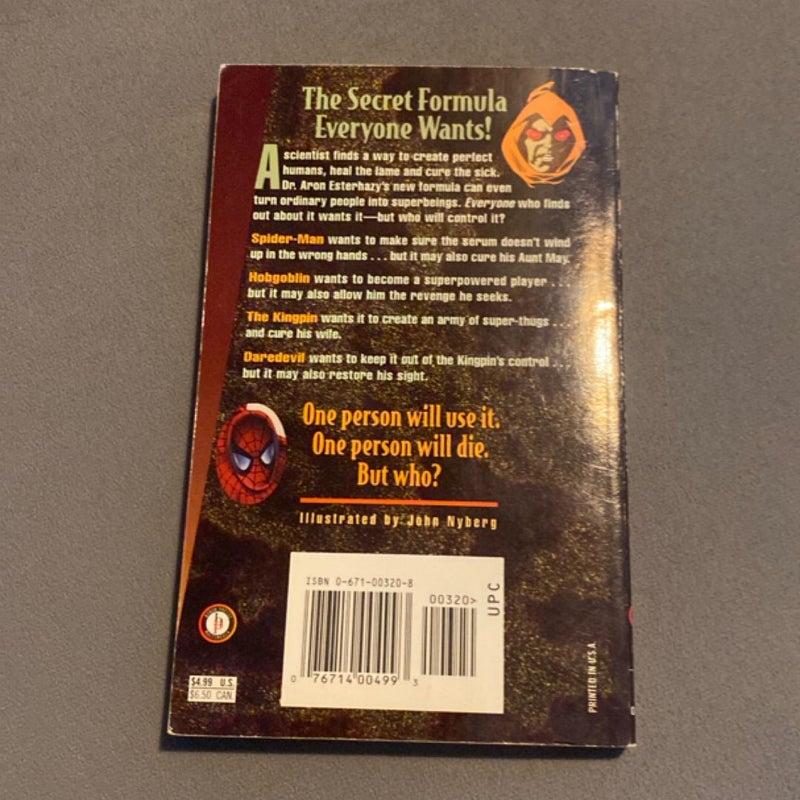 The Secret Formula
Everyone Wants!
A scientist finds a way to create perfect
humans, heal the lame and cure the sick.
Dr. Aron Esterhazy's new formula can even
turn ordinary people into superbeings. Everyone who finds
out about it wants it—but who will control it?
Spider-Man wants to make sure the serum doesn't wind
up in the wrong hands . . . but it may also cure his Aunt May.
Hobgoblin wants to become a superpowered player . . .
but it may also allow him the revenge he seeks.
The Kingpin wants it to create an army of super-thugs . . .
and cure his wife.
Daredevil wants to keep it out of the Kingpin's control . . .
but it may also restore his sight.
One person will use it.
One person will die.
But who?
Illustrated by John Nyberg
ISBN 0-671-00320-8
00320>
UPC
0 76714 00499 3
$4.99 U.S.
$6.50 CAN.
PRINTED IN U.S.A.